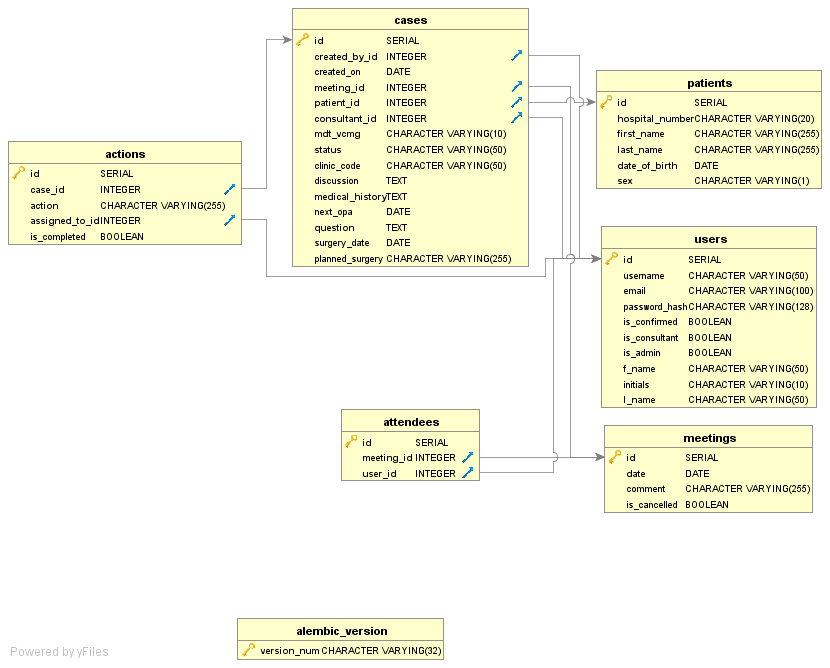 cases
id SERIAL
created_by_id INTEGER
created_on DATE
meeting_id INTEGER
patient_id INTEGER
consultant_id INTEGER
mdt_vcmg CHARACTER VARYING(10)
status CHARACTER VARYING(50)
clinic_code CHARACTER VARYING(50)
discussion TEXT
medical_history TEXT
next_opa DATE
question TEXT
surgery_date DATE
planned_surgery CHARACTER VARYING(255)
patients
id SERIAL
hospital_number CHARACTER VARYING(20)
first_name CHARACTER VARYING(255)
last_name CHARACTER VARYING(255)
date_of_birth DATE
sex CHARACTER VARYING(1)
actions
id SERIAL
case_id INTEGER
action CHARACTER VARYING(255)
assigned_to_id INTEGER
is_completed BOOLEAN
users
id SERIAL
username CHARACTER VARYING(50)
email CHARACTER VARYING(100)
password_hash CHARACTER VARYING(128)
is_confirmed BOOLEAN
is_consultant BOOLEAN
is_admin BOOLEAN
f_name CHARACTER VARYING(50)
initials CHARACTER VARYING(10)
l_name CHARACTER VARYING(50)
attendees
id SERIAL
meeting_id INTEGER
user_id INTEGER
meetings
id SERIAL
date DATE
comment CHARACTER VARYING(255)
is_cancelled BOOLEAN
alembic_version
version_num CHARACTER VARYING(32)
Powered by yFiles